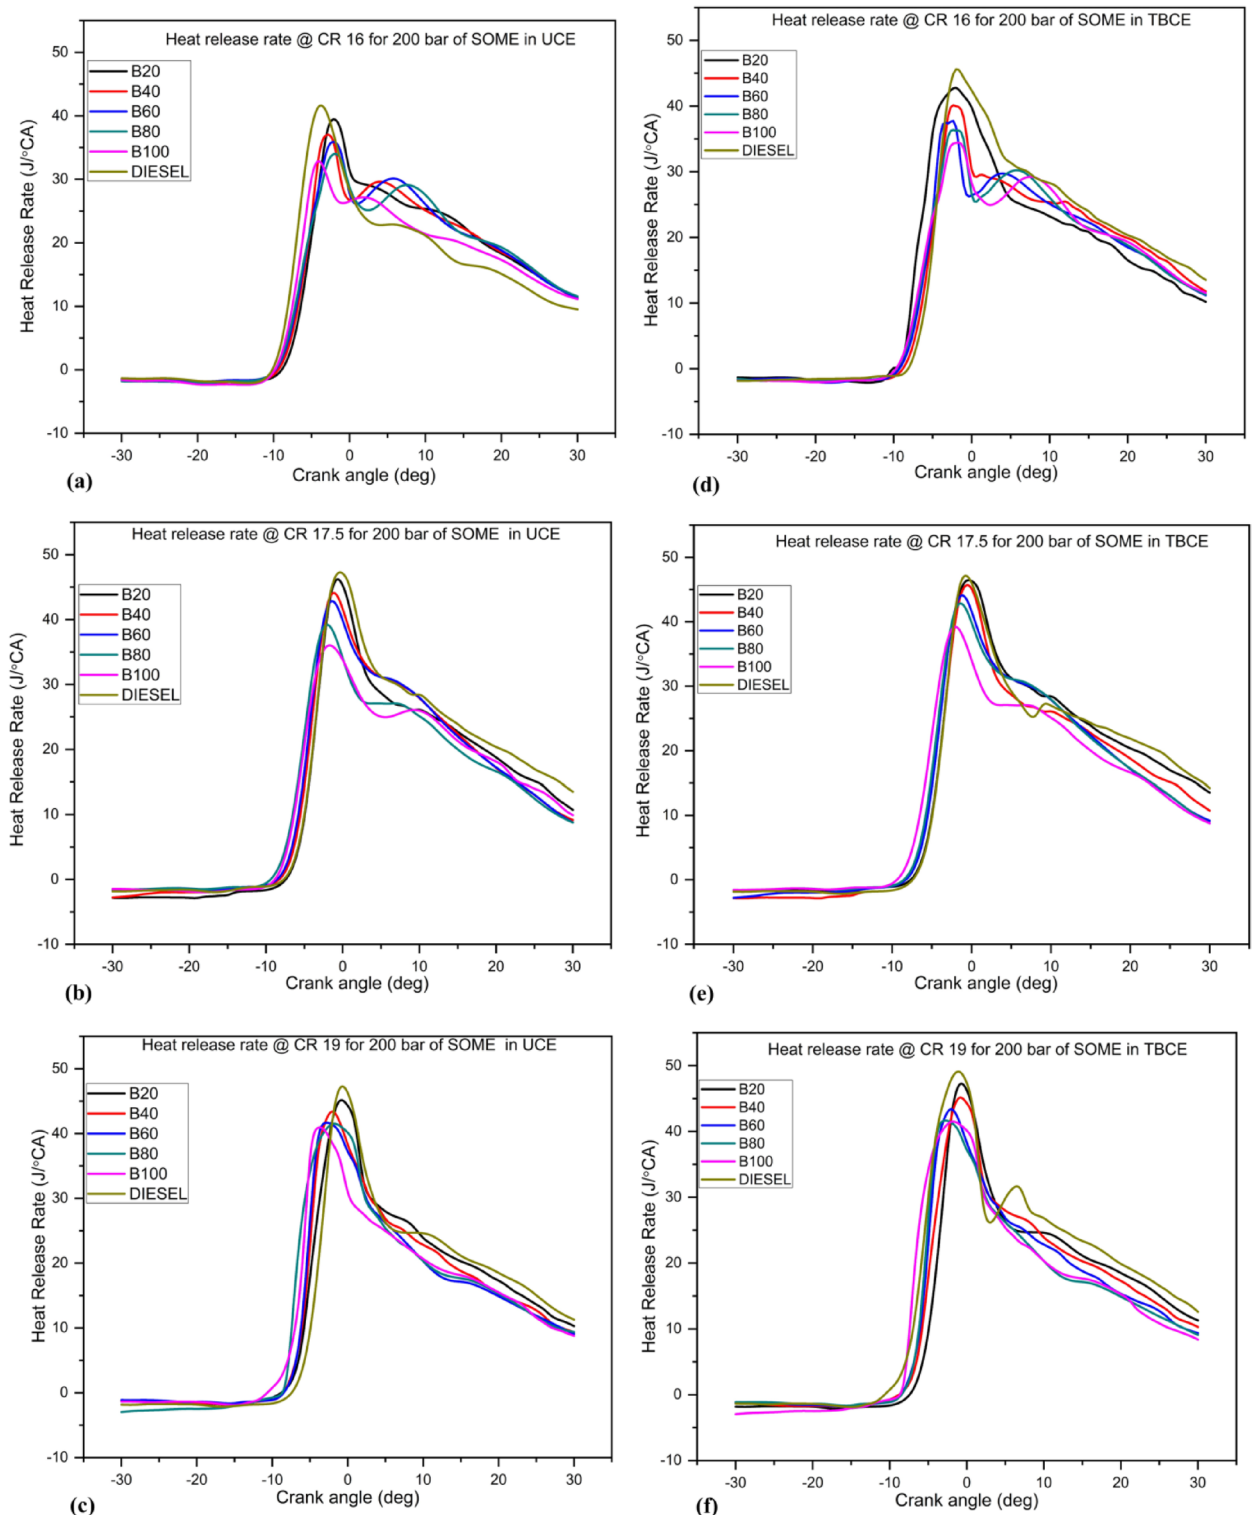 Heat release rate @ CR 16 for 200 bar of SOME in UCE
B20
B40
B60
B80
B100
DIESEL
Heat Release Rate (J/°CA)
50
40
30
20
10
0
-10
-30
-20
-10
0
10
20
30
Crank angle (deg)
(a)
Heat release rate @ CR 16 for 200 bar of SOME in TBCE
B20
B40
B60
B80
B100
DIESEL
Heat Release Rate (J/°CA)
50
40
30
20
10
0
-10
-30
-20
-10
0
10
20
30
Crank angle (deg)
(d)
Heat release rate @ CR 17.5 for 200 bar of SOME in UCE
B20
B40
B60
B80
B100
DIESEL
Heat Release Rate (J/°CA)
50
40
30
20
10
0
-10
-30
-20
-10
0
10
20
30
Crank angle (deg)
(b)
Heat release rate @ CR 17.5 for 200 bar of SOME in TBCE
B20
B40
B60
B80
B100
DIESEL
Heat Release Rate (J/°CA)
50
40
30
20
10
0
-10
-30
-20
-10
0
10
20
30
Crank angle (deg)
(e)
Heat release rate @ CR 19 for 200 bar of SOME in UCE
B20
B40
B60
B80
B100
DIESEL
Heat Release Rate (J/°CA)
50
40
30
20
10
0
-10
-30
-20
-10
0
10
20
30
Crank angle (deg)
(c)
Heat release rate @ CR 19 for 200 bar of SOME in TBCE
B20
B40
B60
B80
B100
DIESEL
Heat Release Rate (J/°CA)
50
40
30
20
10
0
-10
-30
-20
-10
0
10
20
30
Crank angle (deg)
(f)